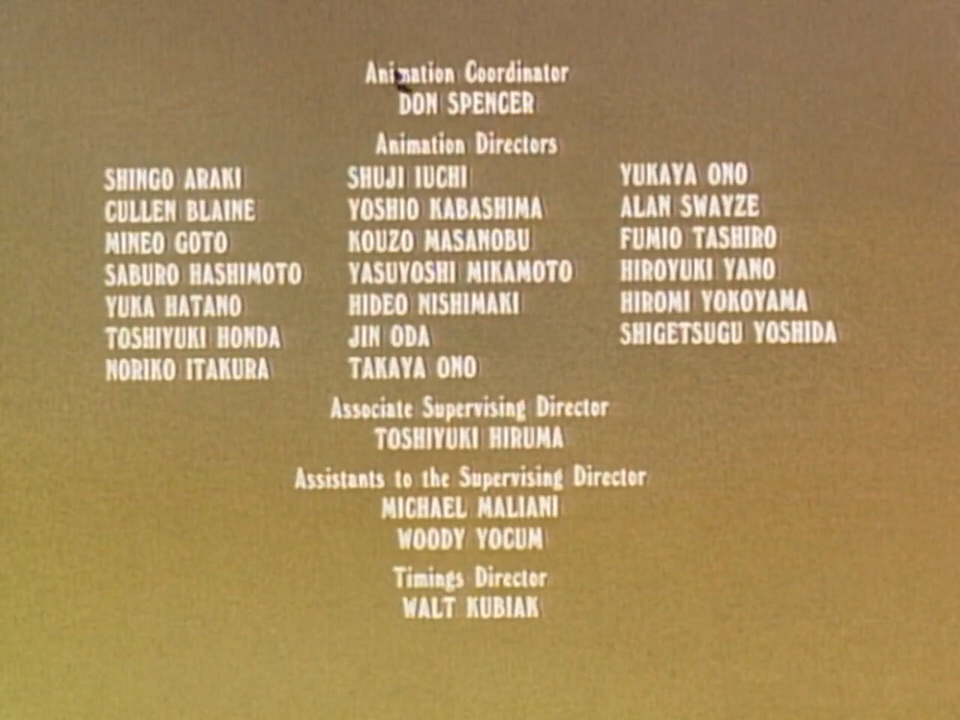 Animation Coordinator
DON SPENCER
Animation Directors
SHINGO ARAKI SHUJI IUCHI YUKAYA ONO
CULLEN BLAINE YOSHIO KABASHIMA ALAN SWAYZE
MINEO GOTO KOUZO MASANOBU FUMIO TASHIRO
SABURO HASHIMOTO YASUYOSHI MIKAMOTO HIROYUKI YANO
YUKA HATANO HIDEO NISHIMAKI HIROMI YOKOYAMA
TOSHIYUKI HONDA JIN ODA SHIGETSUGU YOSHIDA
NORIKO ITAKURA TAKAYA ONO
Associate Supervising Director
TOSHIYUKI HIRUMA
Assistants to the Supervising Director
MICHAEL MALIANI
WOODY YOCUM
Timings Director
WALT KUBIAK